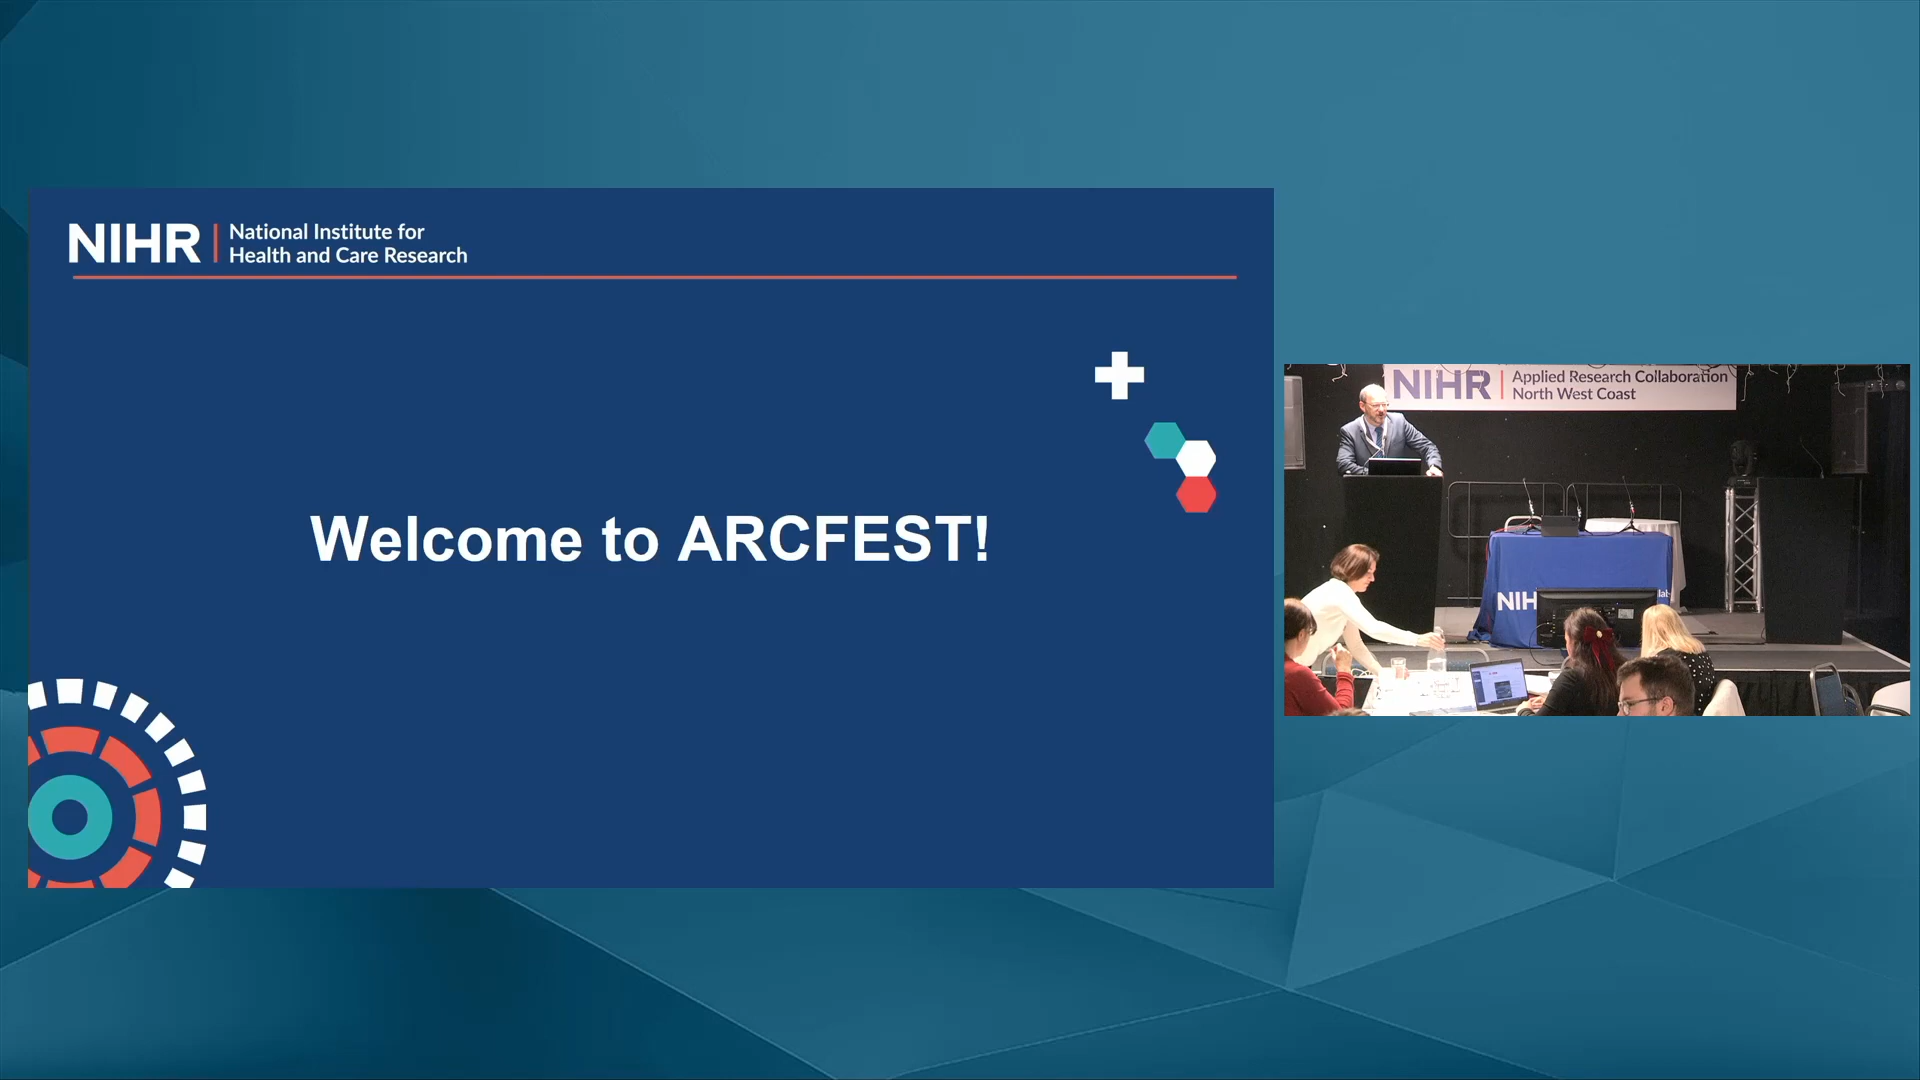 NIHR
National Institute for
Health and Care Research
Welcome to ARCFEST!
NIHR
Applied Research Collaboration
North West Coast
NIH